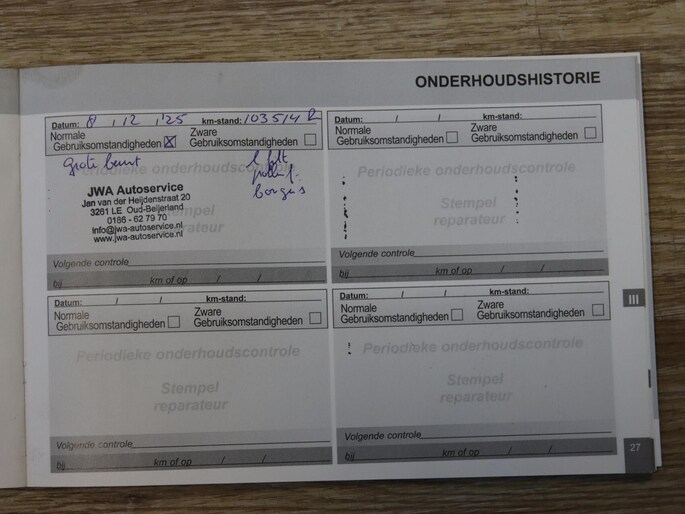 ONDERHOUDSHISTORIE
Datum: 8 / 12 / '25 km-stand: 103514
Normale Gebruiksomstandigheden ☒ Zware Gebruiksomstandigheden
Grote beurt
Periodieke onderhoudscontrole
l filt
Stempel reparateur
bougies
JWA Autoservice
Jan van der Heijdenstraat 20
3261 LE Oud-Beijerland
0186 - 62 79 70
info@jwa-autoservice.nl
www.jwa-autoservice.nl
Volgende controle
bij km of op / /
Datum: / / km-stand:
Normale Gebruiksomstandigheden Zware Gebruiksomstandigheden
Periodieke onderhoudscontrole
Stempel
reparateur
Volgende controle
bij km of op / /
Datum: / / km-stand:
Normale Gebruiksomstandigheden Zware Gebruiksomstandigheden
Periodieke onderhoudscontrole
Stempel
reparateur
Volgende controle
bij km of op / /
Datum: / / km-stand:
Normale Gebruiksomstandigheden Zware Gebruiksomstandigheden
Periodieke onderhoudscontrole
Stempel
reparateur
Volgende controle
bij km of op / /
III
27